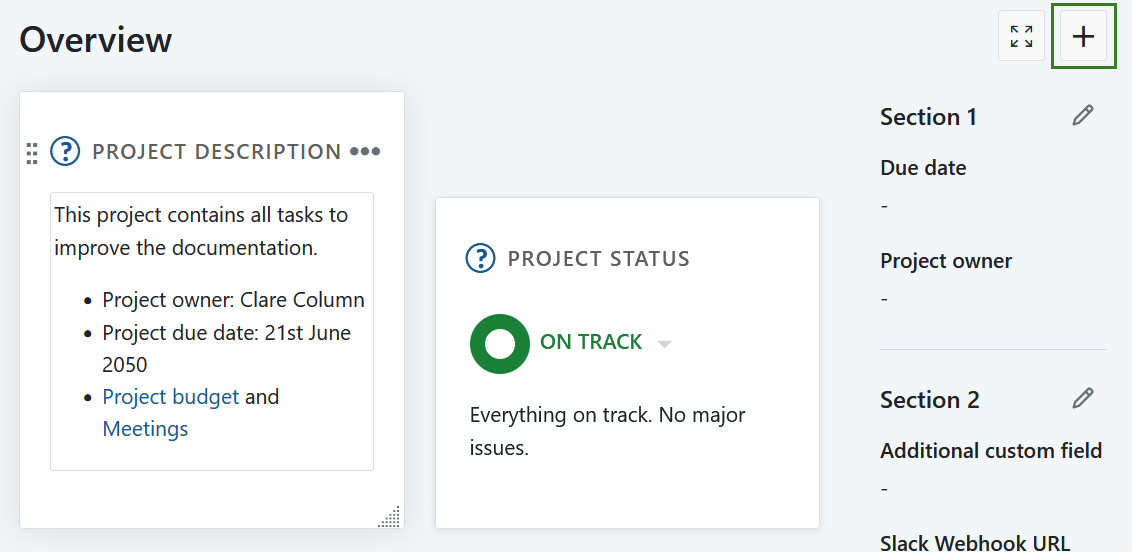 Overview
PROJECT DESCRIPTION
This project contains all tasks to
improve the documentation.
Project owner: Clare Column
Project due date: 21st June
2050
Project budget and
Meetings
PROJECT STATUS
ON TRACK
Everything on track. No major
issues.
Section 1
Due date
-
Project owner
-
Section 2
Additional custom field
-
Slack Webhook URL